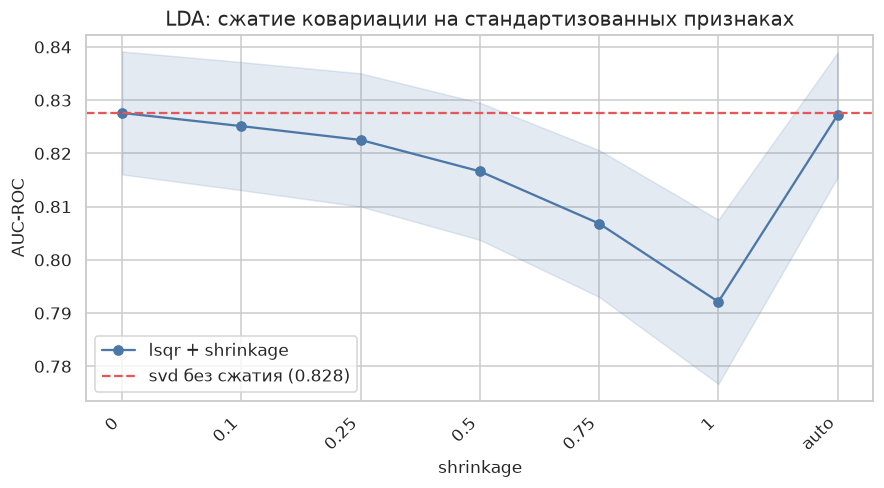 LDA: сжатие ковариации на стандартизованных признаках
AUC-ROC
0.84
0.83
0.82
0.81
0.80
0.79
0.78
lsqr + shrinkage
svd без сжатия (0.828)
0
0.1
0.25
0.5
0.75
1
auto
shrinkage